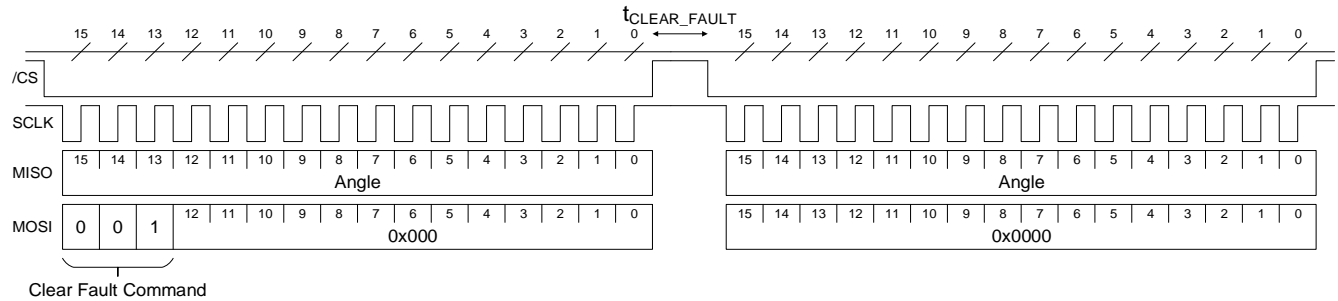 tCLEAR_FAULT
15 14 13 12 11 10 9 8 7 6 5 4 3 2 1 0 15 14 13 12 11 10 9 8 7 6 5 4 3 2 1 0
/CS
SCLK
MISO
15 14 13 12 11 10 9 8 7 6 5 4 3 2 1 0 15 14 13 12 11 10 9 8 7 6 5 4 3 2 1 0
Angle Angle
MOSI
0 0 1 12 11 10 9 8 7 6 5 4 3 2 1 0 15 14 13 12 11 10 9 8 7 6 5 4 3 2 1 0
0x000 0x0000
Clear Fault Command